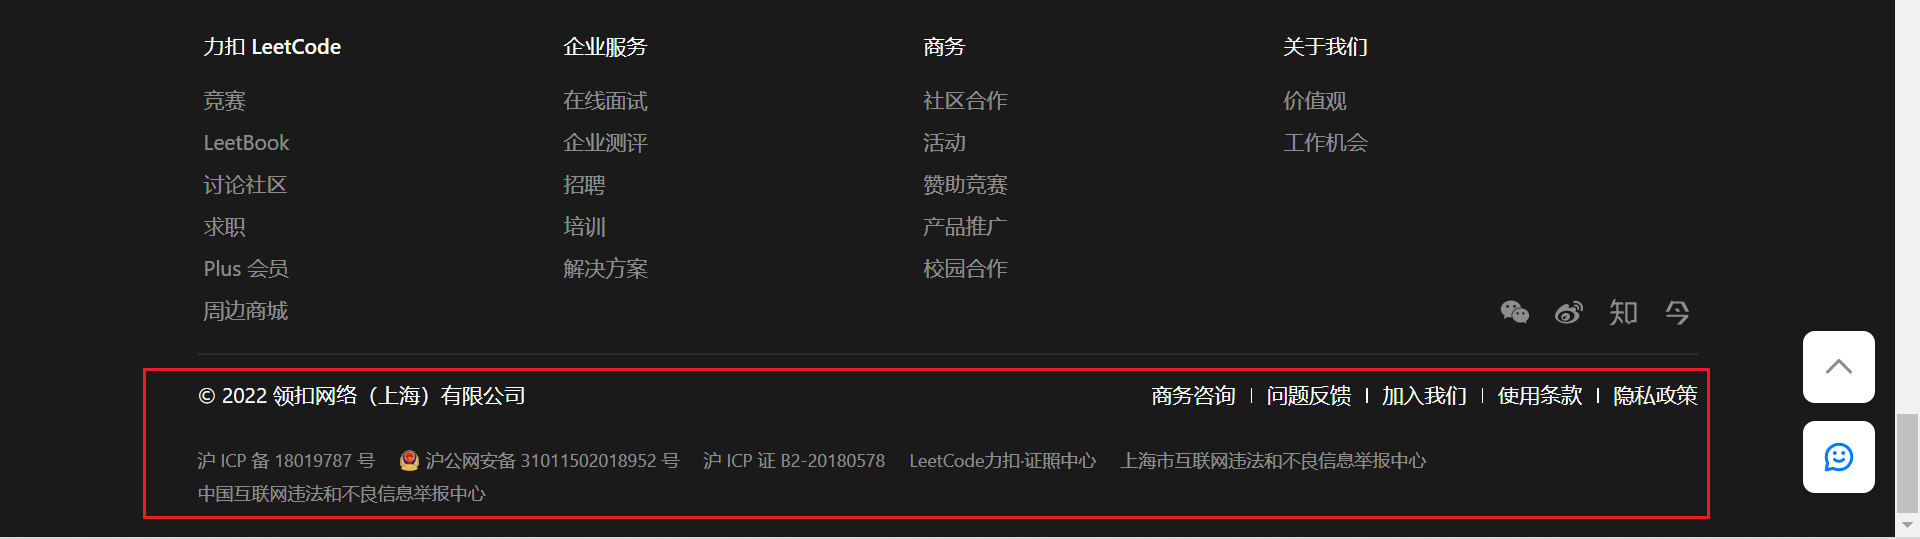 力扣 LeetCode
竞赛
LeetBook
讨论社区
求职
Plus 会员
周边商城
企业服务
在线面试
企业测评
招聘
培训
解决方案
商务
社区合作
活动
赞助竞赛
产品推广
校园合作
关于我们
价值观
工作机会
知
© 2022 领扣网络（上海）有限公司
商务咨询 | 问题反馈 | 加入我们 | 使用条款 | 隐私政策
沪 ICP 备 18019787 号 沪公网安备 31011502018952 号 沪 ICP 证 B2-20180578 LeetCode力扣·证照中心 上海市互联网违法和不良信息举报中心
中国互联网违法和不良信息举报中心